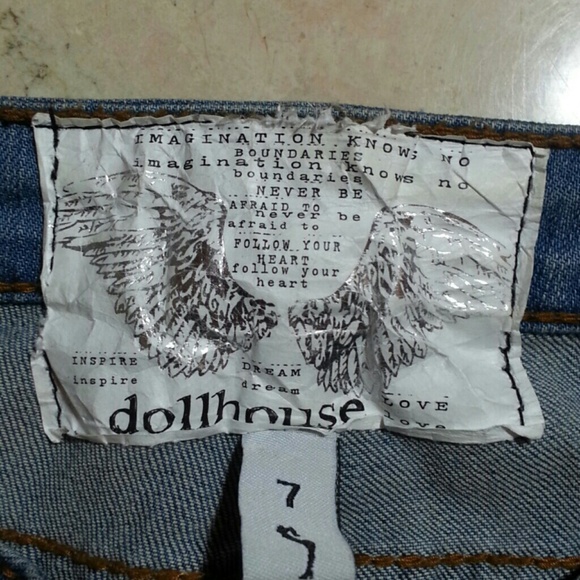 IMAGINATION KNOWS NO
BOUNDARIES
imagination knows no
boundaries
NEVER BE
AFRAID TO
never be
afraid to
FOLLOW YOUR
HEART
follow your
heart
INSPIRE
inspire
DREAM
dream
LOVE
love
dollhouse
7